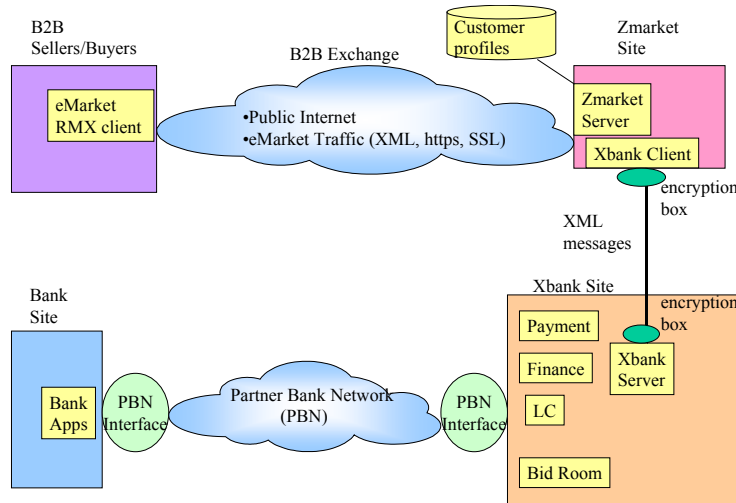 B2B
Sellers/Buyers
eMarket
RMX client
B2B Exchange
•Public Internet
•eMarket Traffic (XML, https, SSL)
Customer
profiles
Zmarket
Site
Zmarket
Server
Xbank Client
encryption
box
XML
messages
Bank
Site
Bank
Apps
PBN
Interface
Partner Bank Network
(PBN)
PBN
Interface
Xbank Site
encryption
box
Payment
Finance
LC
Bid Room
Xbank
Server